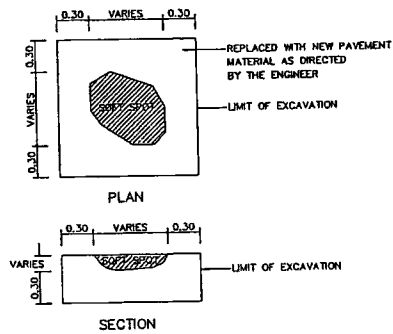 0.30 VARIES 0.30
0.30
VARIES
0.30
SOFT SPOT
REPLACED WITH NEW PAVEMENT
MATERIAL AS DIRECTED
BY THE ENGINEER
LIMIT OF EXCAVATION
PLAN
0.30 VARIES 0.30
VARIES
0.30
SOFT SPOT
LIMIT OF EXCAVATION
SECTION